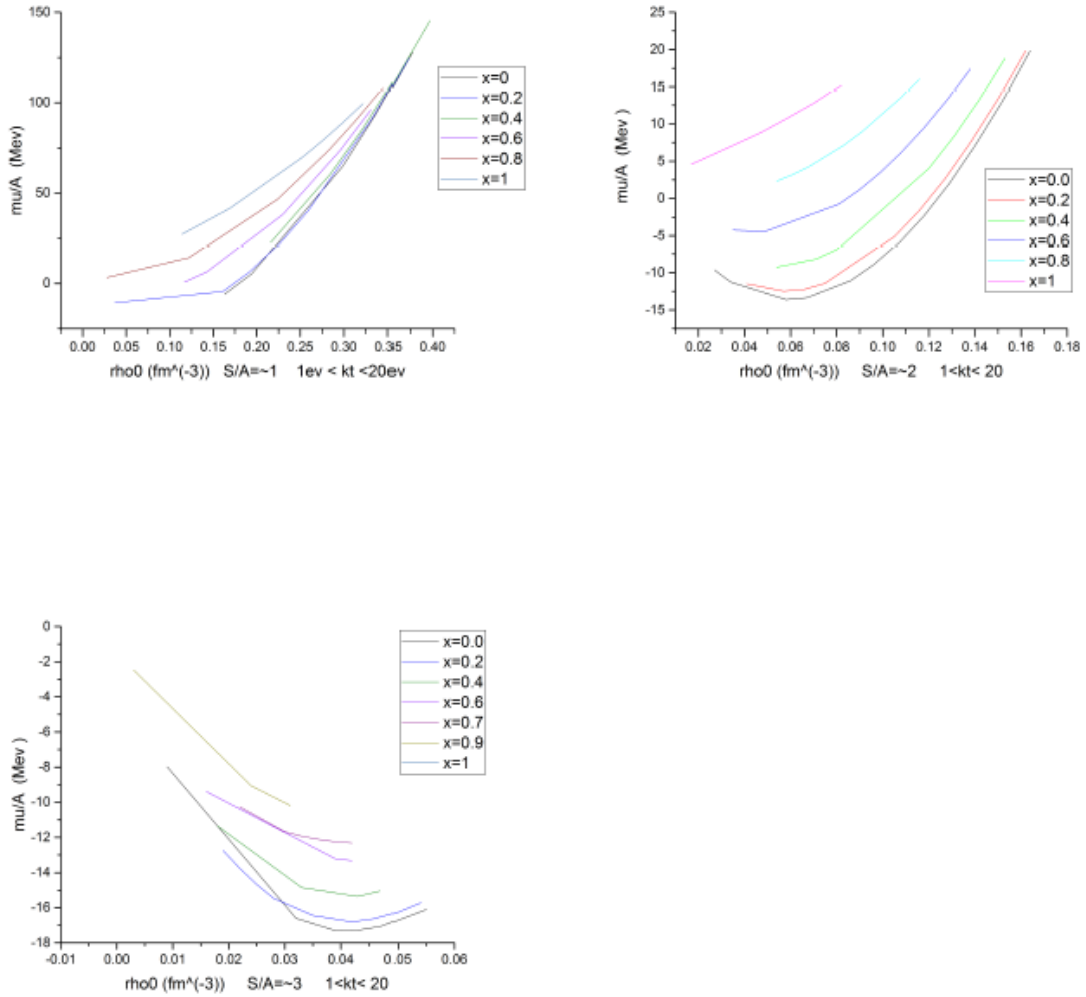 150
100
50
0
mu/A (Mev)
0.00 0.05 0.10 0.15 0.20 0.25 0.30 0.35 0.40
rho0 (fm^(-3)) S/A=~1 1ev < kt <20ev
x=0
x=0.2
x=0.4
x=0.6
x=0.8
x=1
25
20
15
10
5
0
-5
-10
-15
mu/A (Mev )
0.02 0.04 0.06 0.08 0.10 0.12 0.14 0.16 0.18
rho0 (fm^(-3)) S/A=~2 1<kt< 20
x=0.0
x=0.2
x=0.4
x=0.6
x=0.8
x=1
0
-2
-4
-6
-8
-10
-12
-14
-16
-18
mu/A (Mev )
-0.01 0.00 0.01 0.02 0.03 0.04 0.05 0.06
rho0 (fm^(-3)) S/A=~3 1<kt< 20
x=0.0
x=0.2
x=0.4
x=0.6
x=0.7
x=0.9
x=1